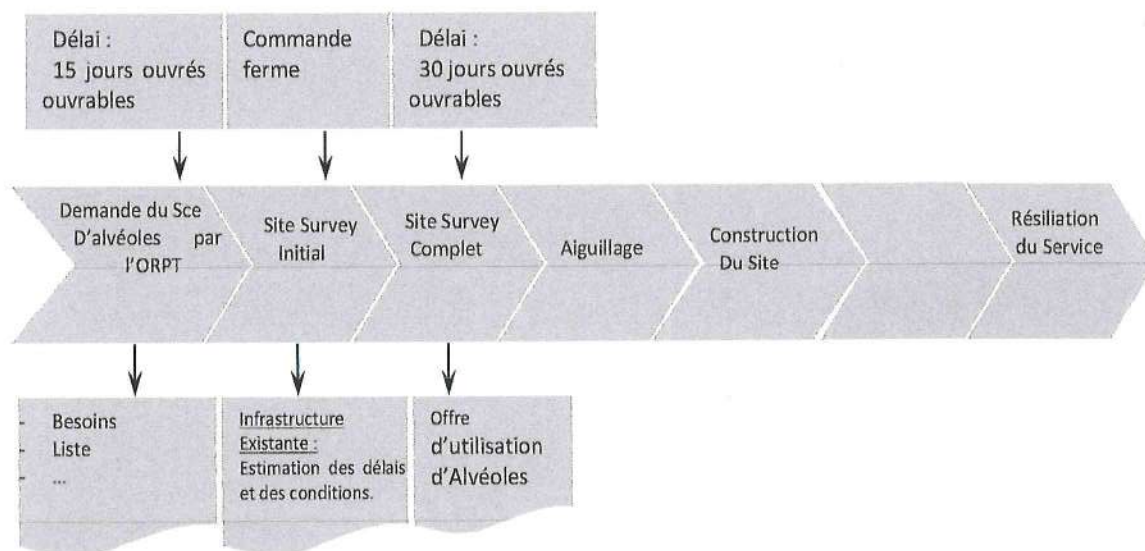 Délai :
15 jours ouvrés
ouvrables
Commande
ferme
Délai :
30 jours ouvrés
ouvrables
Demande du Sce
D'alvéoles par
l'ORPT
Site Survey
Initial
Site Survey
Complet
Aiguillage
Construction
Du Site
Résiliation
du Service
- Besoins
- Liste
- ...
Infrastructure
Existante :
Estimation des délais
et des conditions.
Offre
d'utilisation
d'Alvéoles